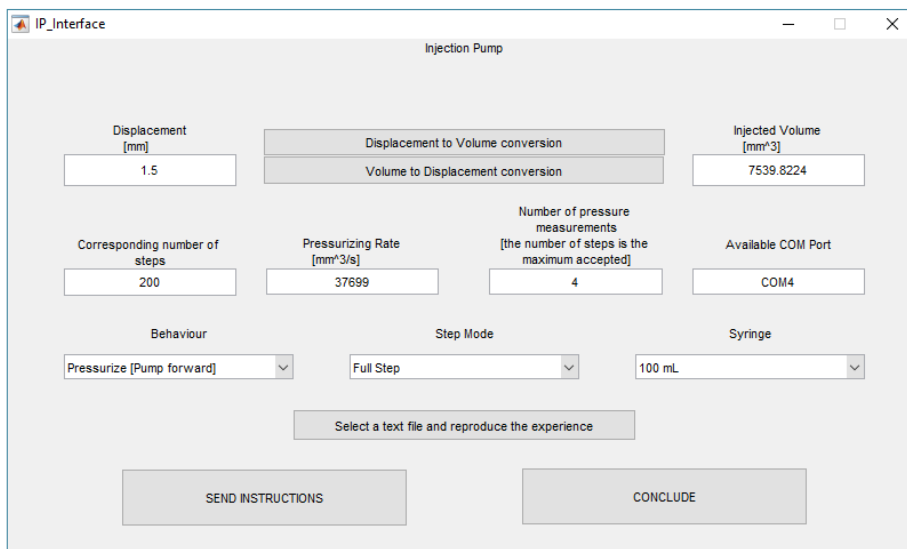 IP_Interface
Injection Pump
Displacement
[mm]
1.5
Displacement to Volume conversion
Volume to Displacement conversion
Injected Volume
[mm^3]
7539.8224
Corresponding number of
steps
200
Pressurizing Rate
[mm^3/s]
37699
Number of pressure
measurements
[the number of steps is the
maximum accepted]
4
Available COM Port
COM4
Behaviour
Pressurize [Pump forward]
Step Mode
Full Step
Syringe
100 mL
Select a text file and reproduce the experience
SEND INSTRUCTIONS
CONCLUDE